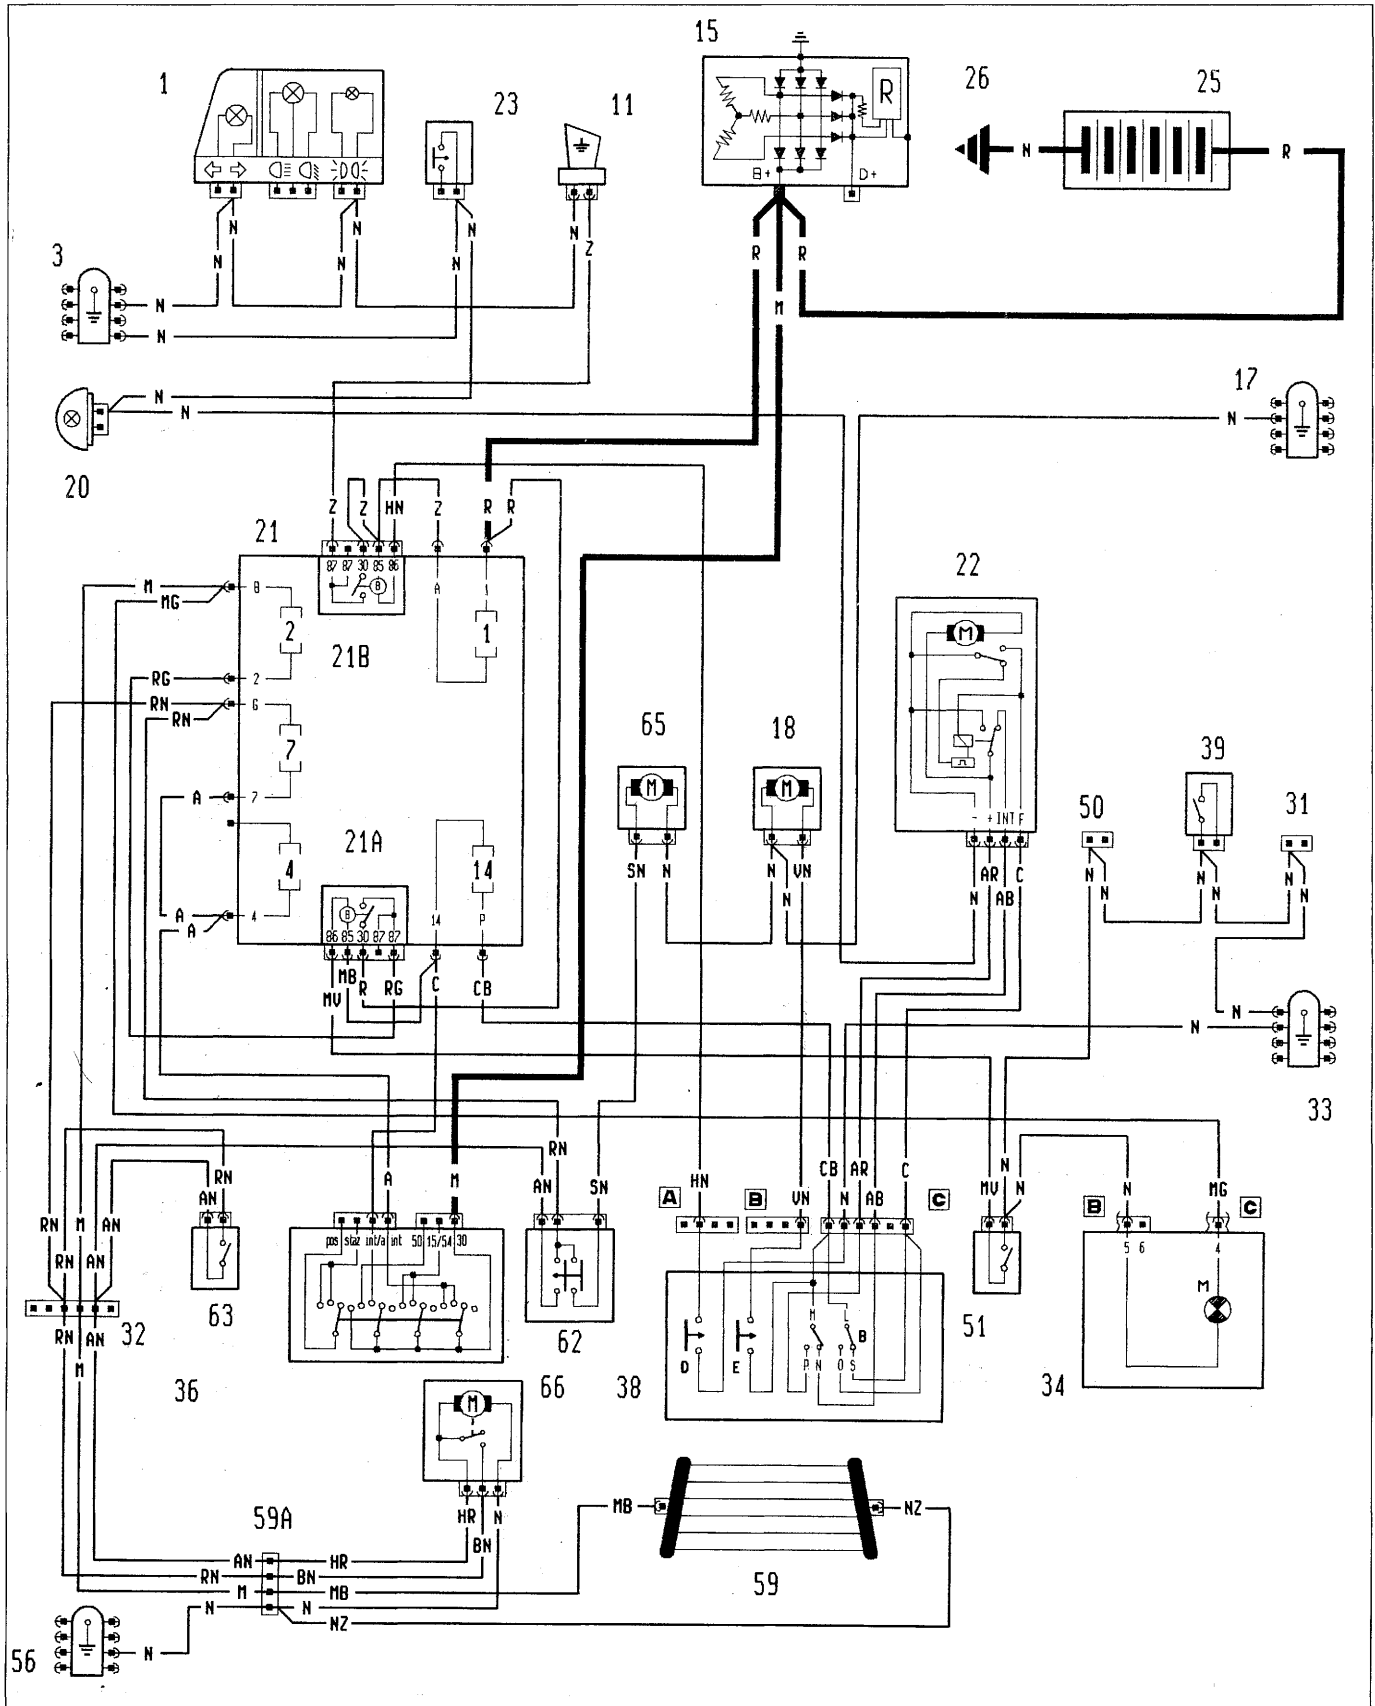 15
1
23
11
26
25
R
B+
D+
N
R
N
N
N
N
N
N
N
Z
R
M
R
3
N
N
N
N
17
N
20
Z
Z
HN
Z
R
R
21
87 87 30 85 86
B
A
1
22
M
MG
8
2
1
21B
M
RG
2
RN
RN
6
7
65
18
39
M
M
A
7
50
31
- + INT F
21A
4
14
SN
N
N
N
VN
N
AR
AB
C
N
N
N
N
N
N
A
A
4
B
14
P
86 85 30 87 87
MV
MB
R
RG
C
CB
N
N
33
RN
AN
A
M
RN
AN
SN
HN
CB
N
AR
AB
C
VN
MV
N
N
N
MG
A
B
C
B
C
RN
M
AN
RN
AN
pos staz int/a int 50 15/54 30
5 6
4
M
63
32
RN
M
AN
62
D
E
M
P N
L
B
O S
51
34
36
66
38
M
HR
BN
N
MB
NZ
59A
AN
HR
RN
BN
M
MB
N
N
NZ
59
N
56